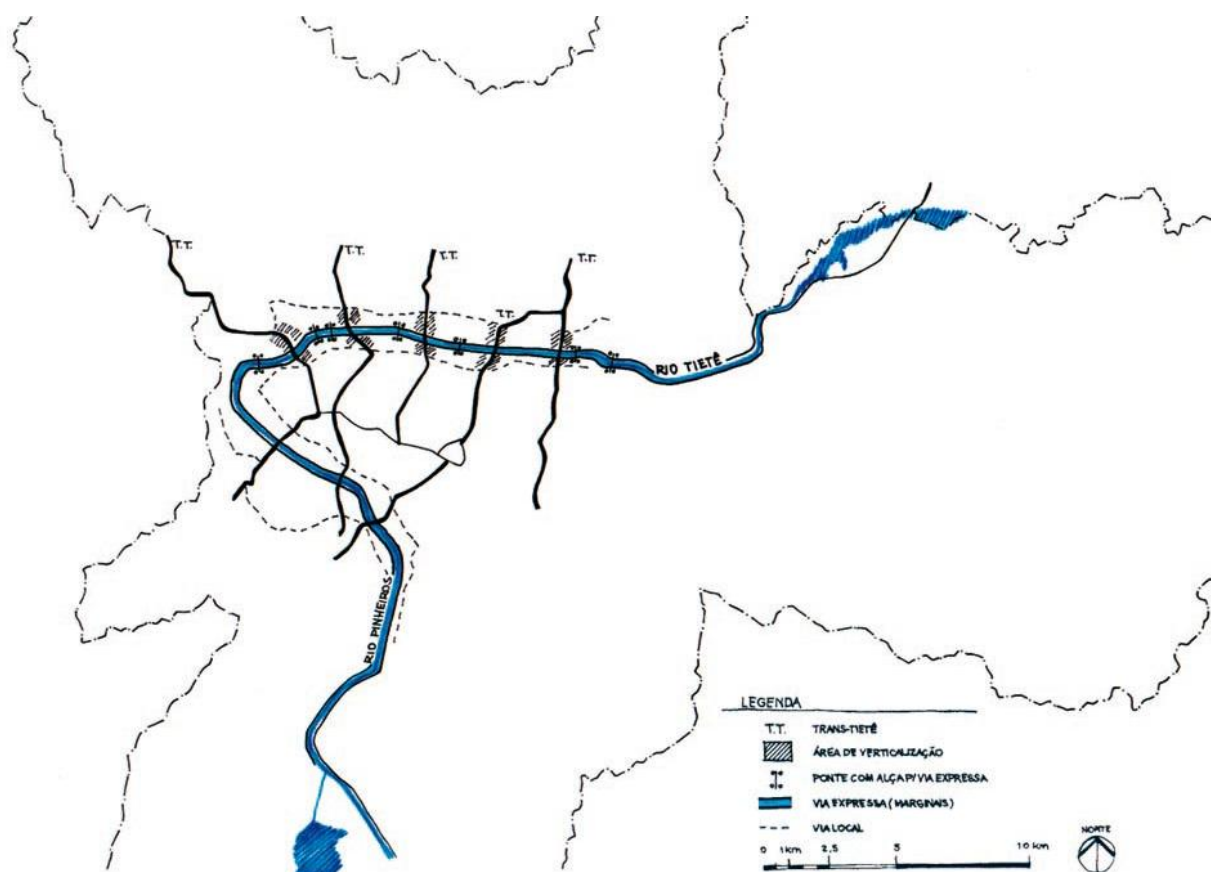 T.T.
T.T.
T.T.
T.T.
T.T.
RIO TIETÊ
RIO PINHEIROS
LEGENDA
T.T. TRANS-TIETÊ
ÁREA DE VERTICALIZAÇÃO
PONTE COM ALÇA P/ VIA EXPRESSA
VIA EXPRESSA (MARGINAIS)
VIA LOCAL
0 1km 2,5 5 10 km
NORTE